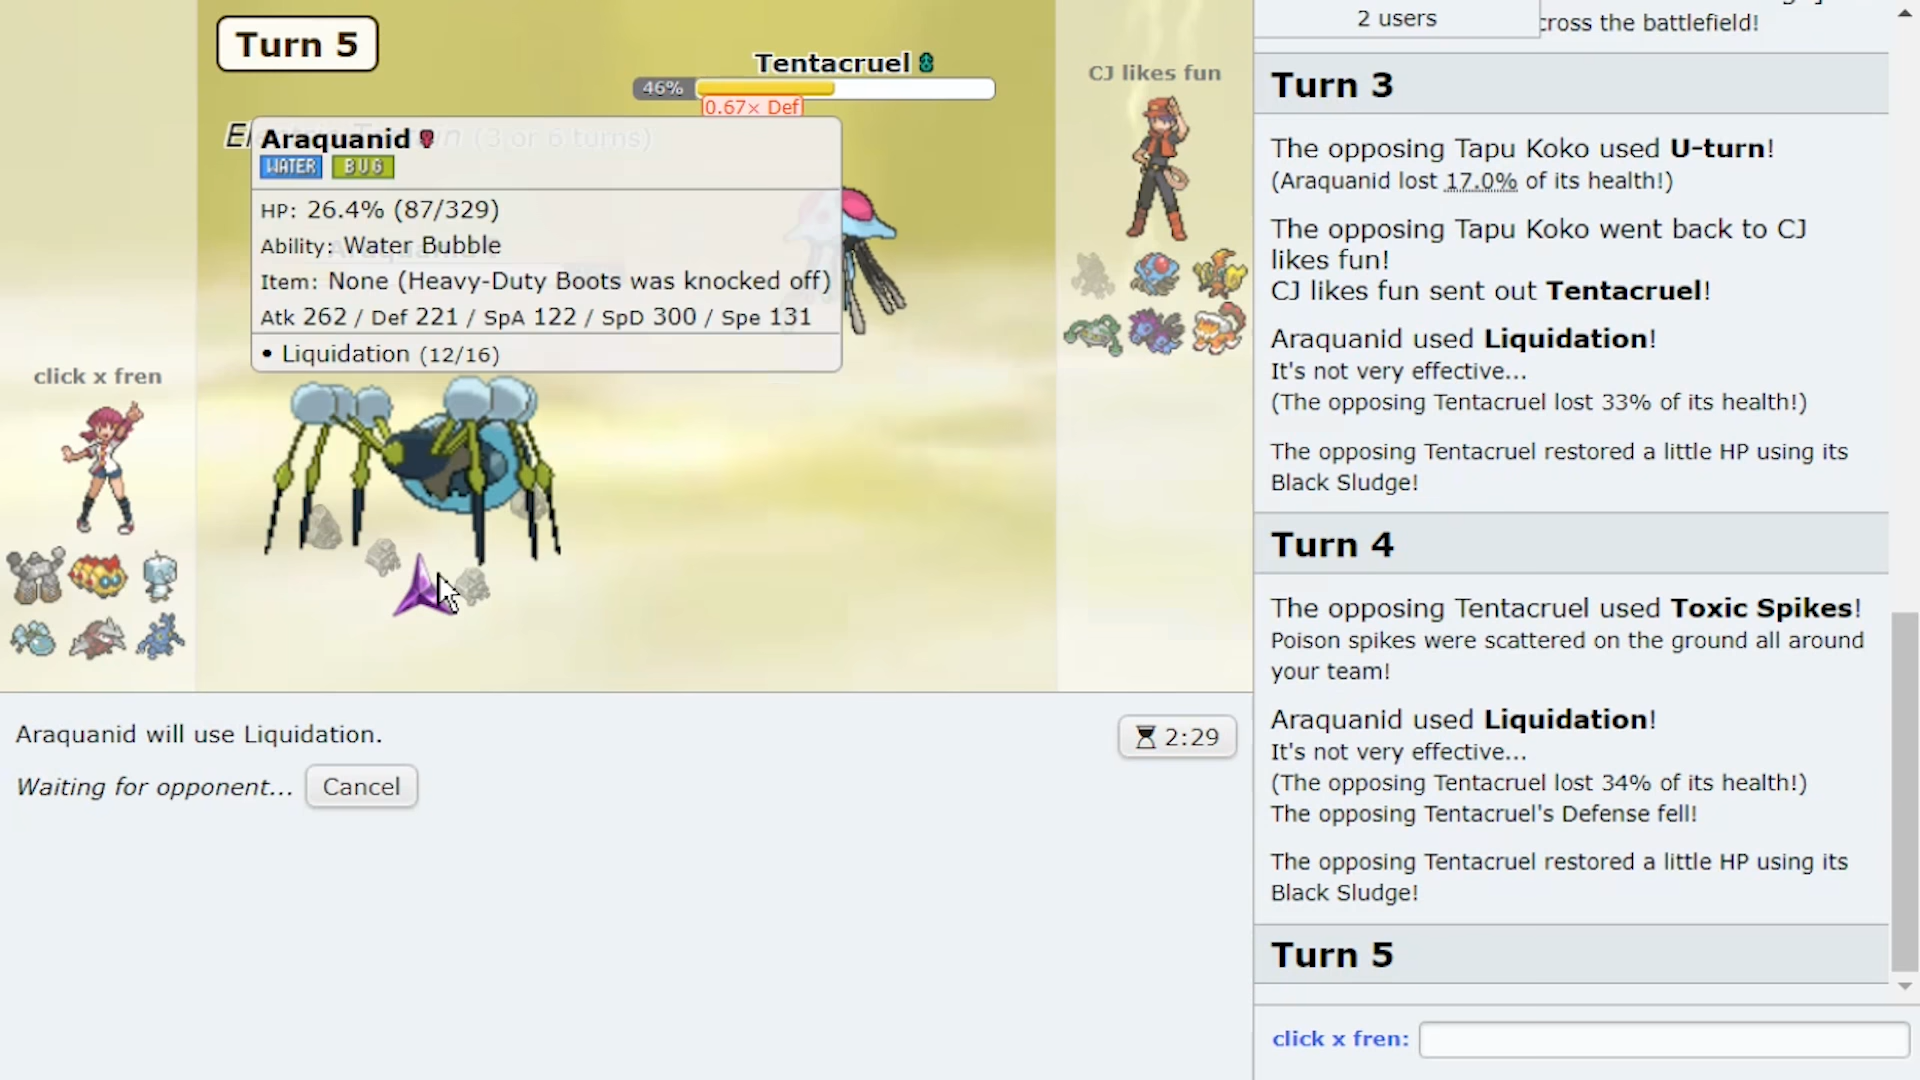 Turn 5
Tentacruel
46%
0.67× Def
CJ likes fun
(3 or 6 turns)
Araquanid
WATER BUG
HP: 26.4% (87/329)
Ability: Water Bubble
Item: None (Heavy-Duty Boots was knocked off)
Atk 262 / Def 221 / SpA 122 / SpD 300 / Spe 131
• Liquidation (12/16)
click x fren
Araquanid will use Liquidation.
2:29
Waiting for opponent... Cancel
2 users
cross the battlefield!
Turn 3
The opposing Tapu Koko used U-turn!
(Araquanid lost 17.0% of its health!)
The opposing Tapu Koko went back to CJ
likes fun!
CJ likes fun sent out Tentacruel!
Araquanid used Liquidation!
It's not very effective...
(The opposing Tentacruel lost 33% of its health!)
The opposing Tentacruel restored a little HP using its
Black Sludge!
Turn 4
The opposing Tentacruel used Toxic Spikes!
Poison spikes were scattered on the ground all around
your team!
Araquanid used Liquidation!
It's not very effective...
(The opposing Tentacruel lost 34% of its health!)
The opposing Tentacruel's Defense fell!
The opposing Tentacruel restored a little HP using its
Black Sludge!
Turn 5
click x fren: